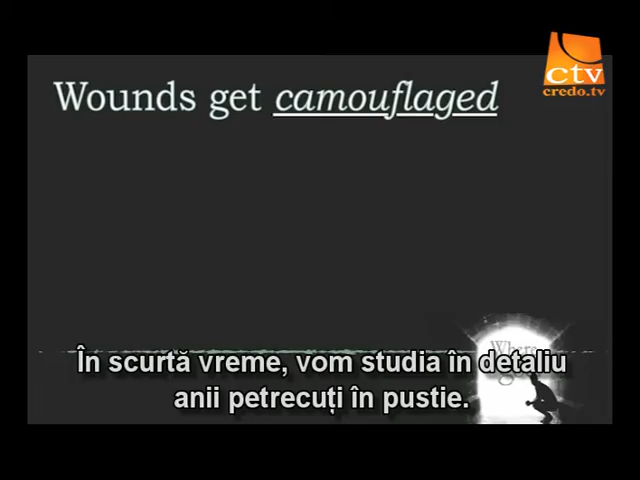 ctv
credo.tv
Wounds get camouflaged
În scurtă vreme, vom studia în detaliu
anii petrecuți în pustie.